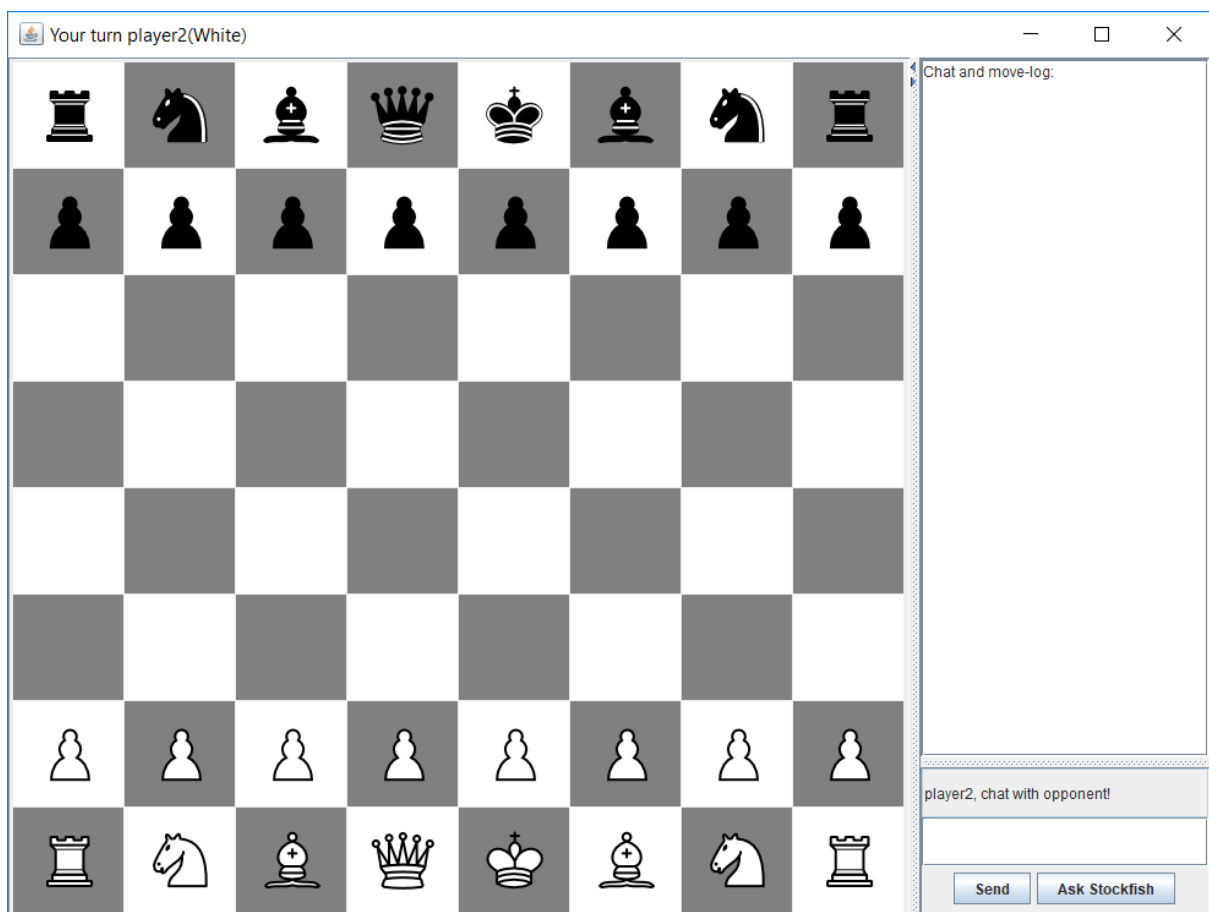 Your turn player2(White)
Chat and move-log:
player2, chat with opponent!
Send
Ask Stockfish